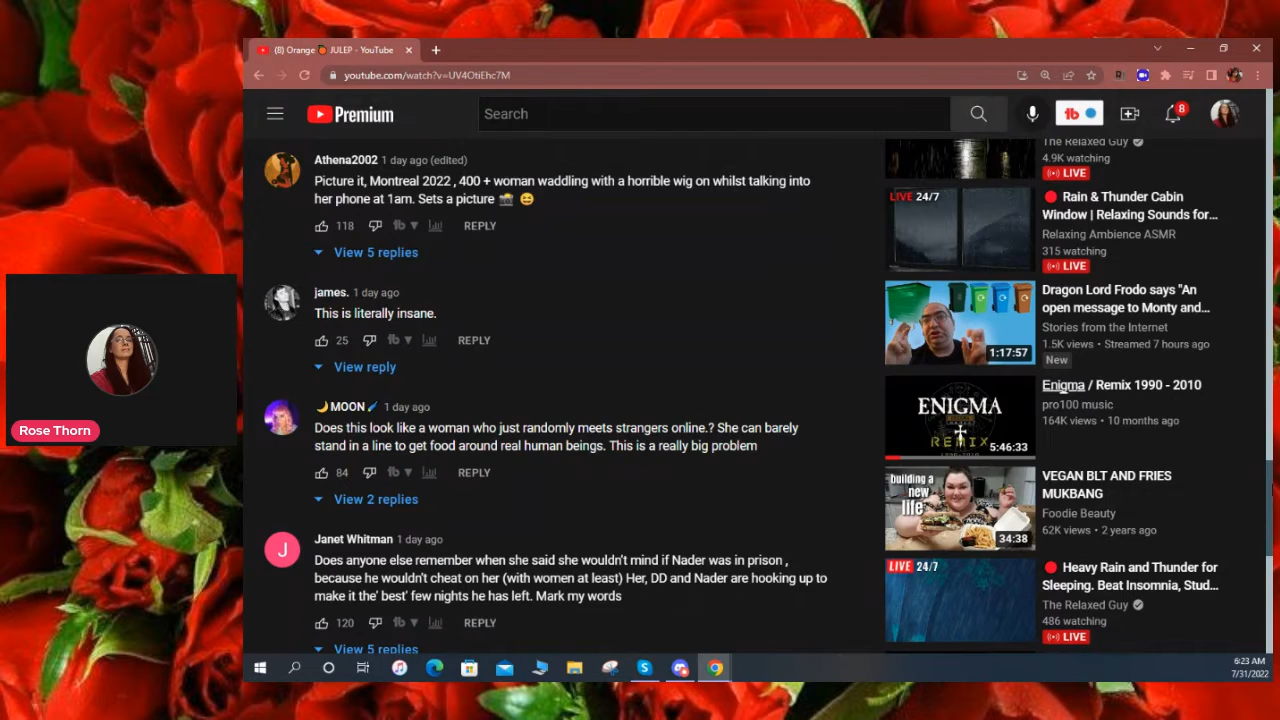 Rose Thorn
(8) Orange 🍊 JULEP - YouTube
youtube.com/watch?v=UV4OtiEhc7M
Premium
Search
tb
8
Athena2002 1 day ago (edited)
Picture it, Montreal 2022 , 400 + woman waddling with a horrible wig on whilst talking into
her phone at 1am. Sets a picture 📸 😆
118 tb REPLY
View 5 replies
james. 1 day ago
This is literally insane.
25 tb REPLY
View reply
🌙MOON☄️ 1 day ago
Does this look like a woman who just randomly meets strangers online.? She can barely
stand in a line to get food around real human beings. This is a really big problem
84 tb REPLY
View 2 replies
J
Janet Whitman 1 day ago
Does anyone else remember when she said she wouldn't mind if Nader was in prison ,
because he wouldn't cheat on her (with women at least) Her, DD and Nader are hooking up to
make it the' best' few nights he has left. Mark my words
120 tb REPLY
View 5 replies
The Relaxed Guy
4.9K watching
LIVE
LIVE 24/7
🔴 Rain & Thunder Cabin
Window | Relaxing Sounds for...
Relaxing Ambience ASMR
315 watching
LIVE
1:17:57
Dragon Lord Frodo says "An
open message to Monty and...
Stories from the Internet
1.5K views • Streamed 7 hours ago
New
ENIGMA
REMIX
5:46:33
Enigma / Remix 1990 - 2010
pro100 music
164K views • 10 months ago
building a
new
life
34:38
VEGAN BLT AND FRIES
MUKBANG
Foodie Beauty
62K views • 2 years ago
LIVE 24/7
🔴 Heavy Rain and Thunder for
Sleeping. Beat Insomnia, Stud...
The Relaxed Guy
486 watching
LIVE
6:23 AM
7/31/2022